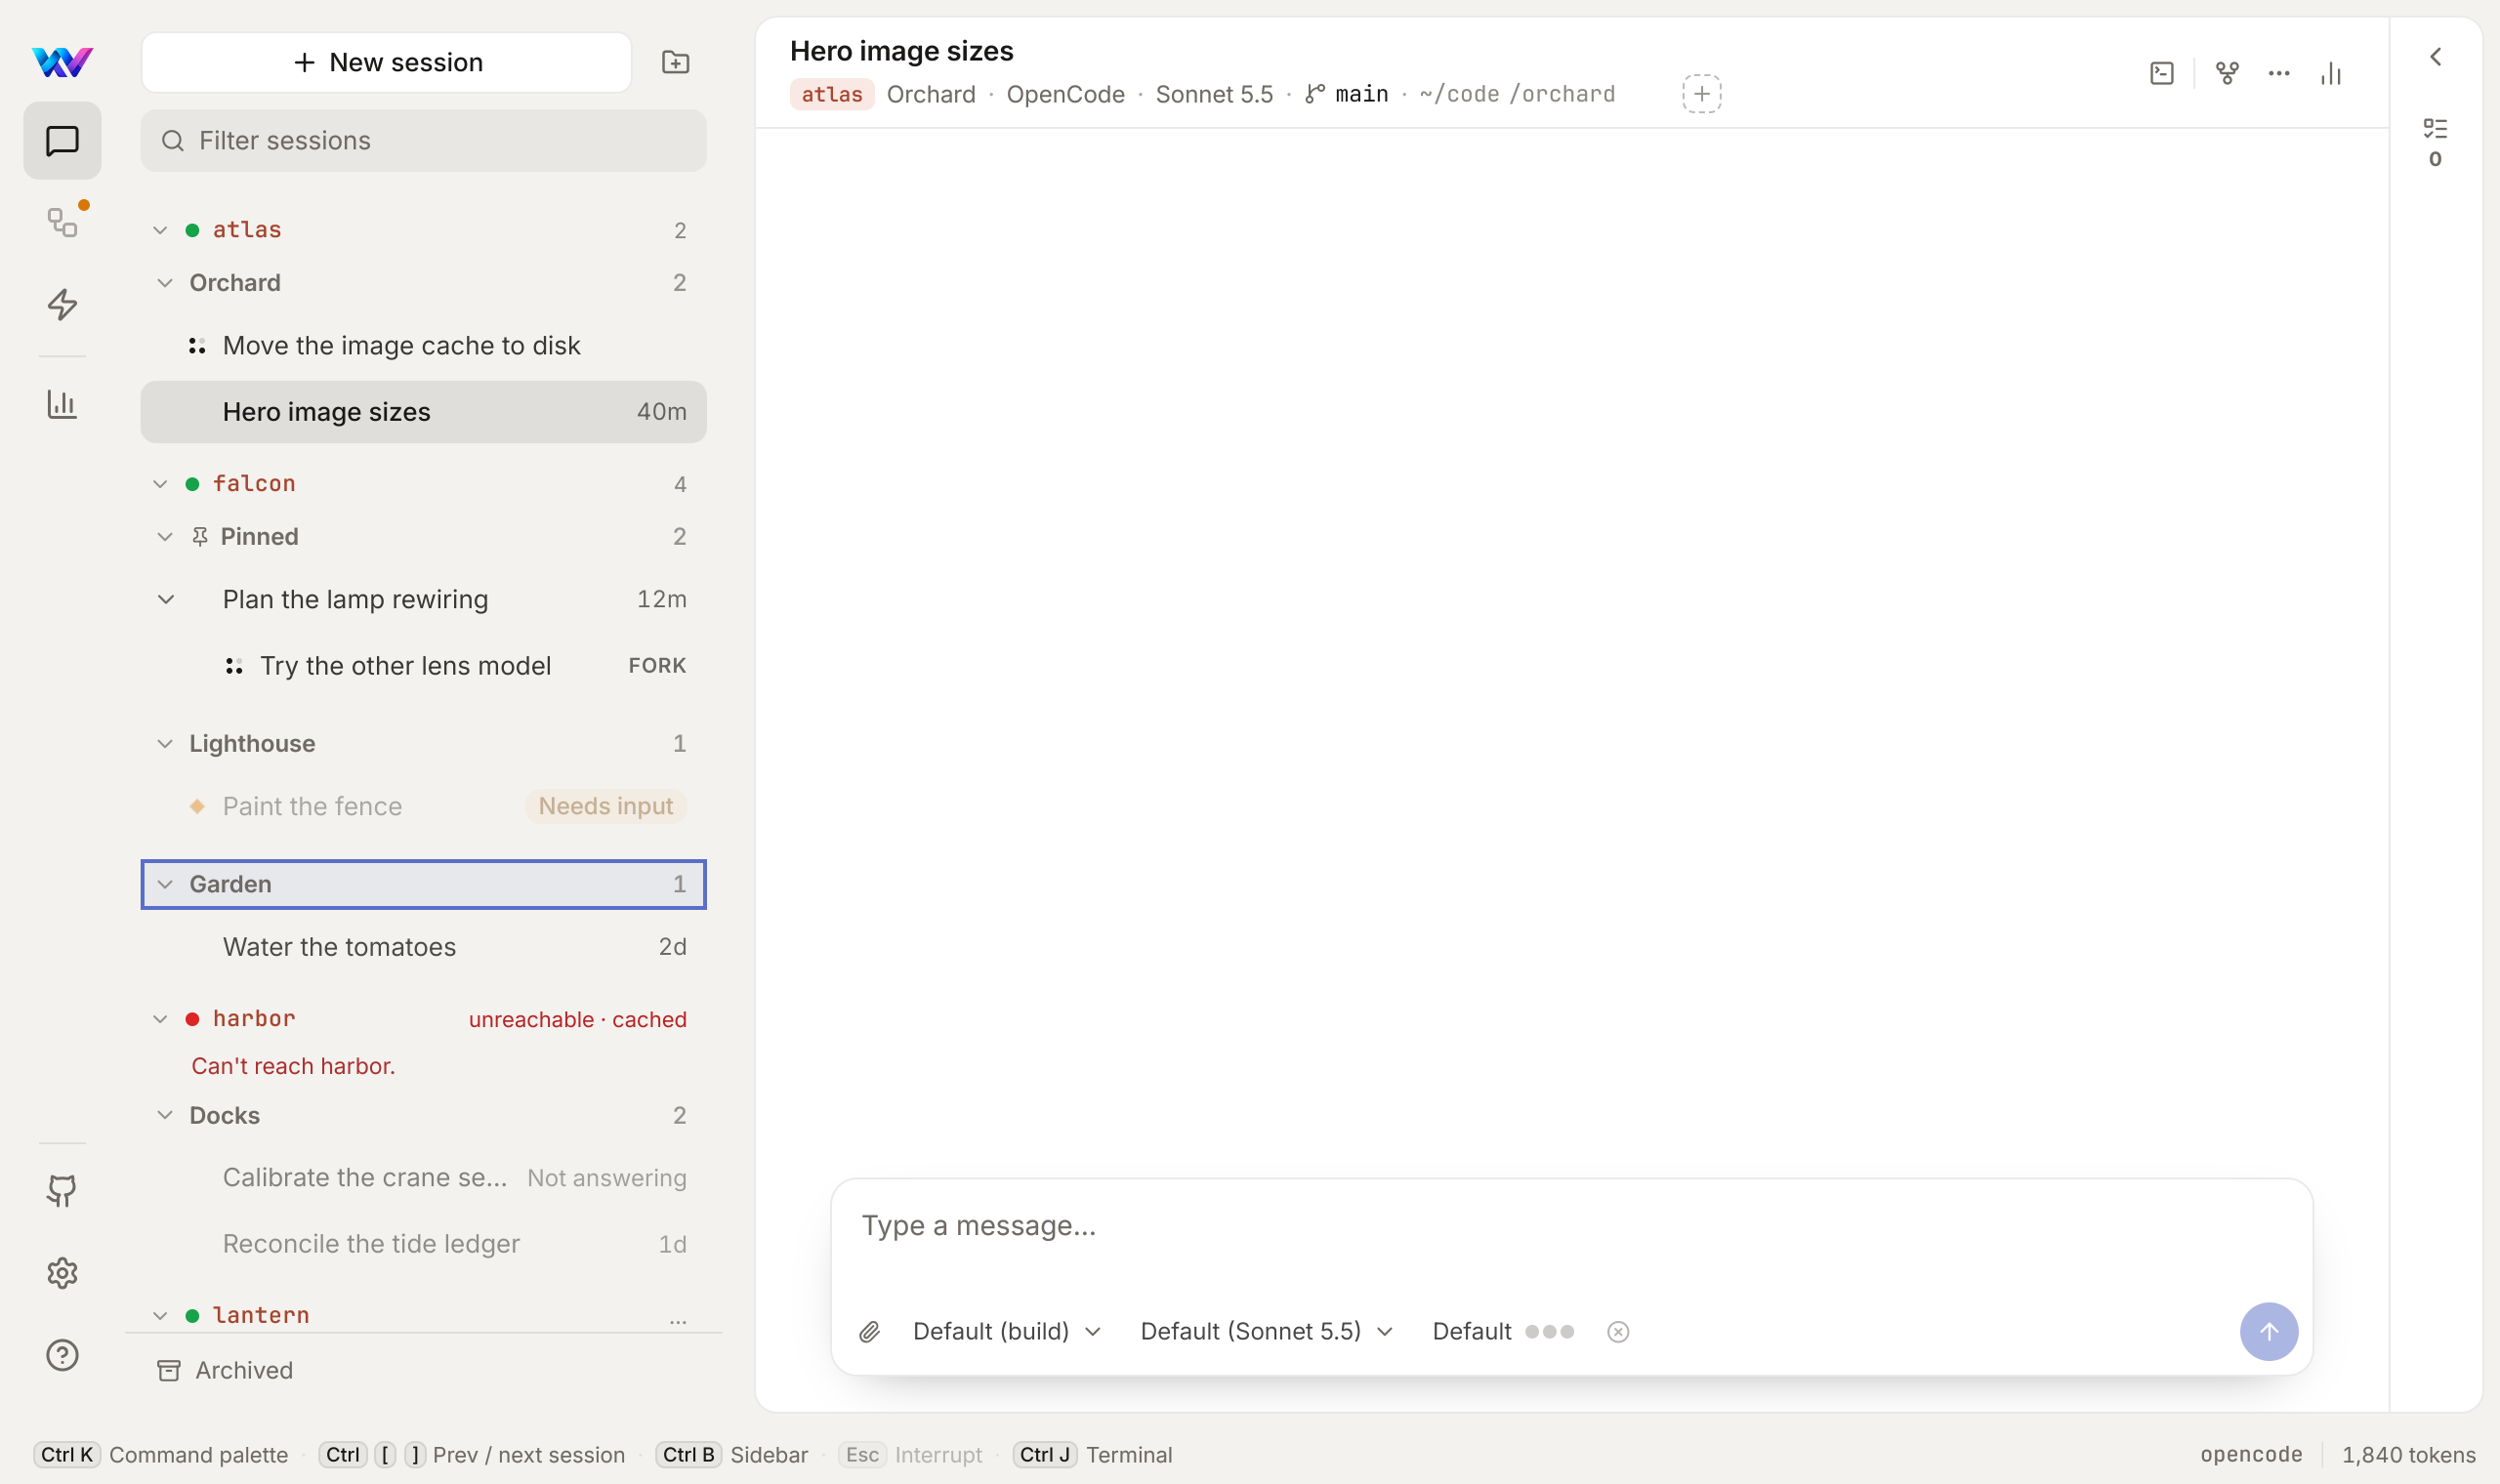 New session
Filter sessions
atlas 2
Orchard 2
Move the image cache to disk
Hero image sizes 40m
falcon 4
Pinned 2
Plan the lamp rewiring 12m
Try the other lens model FORK
Lighthouse 1
Paint the fence Needs input
Garden 1
Water the tomatoes 2d
harbor unreachable · cached
Can't reach harbor.
Docks 2
Calibrate the crane se... Not answering
Reconcile the tide ledger 1d
lantern ...
Archived
Hero image sizes
atlas Orchard · OpenCode · Sonnet 5.5 · main · ~/code /orchard
0
Type a message...
Default (build) Default (Sonnet 5.5) Default
Ctrl K Command palette · Ctrl [ ] Prev / next session · Ctrl B Sidebar · Esc Interrupt · Ctrl J Terminal
opencode 1,840 tokens